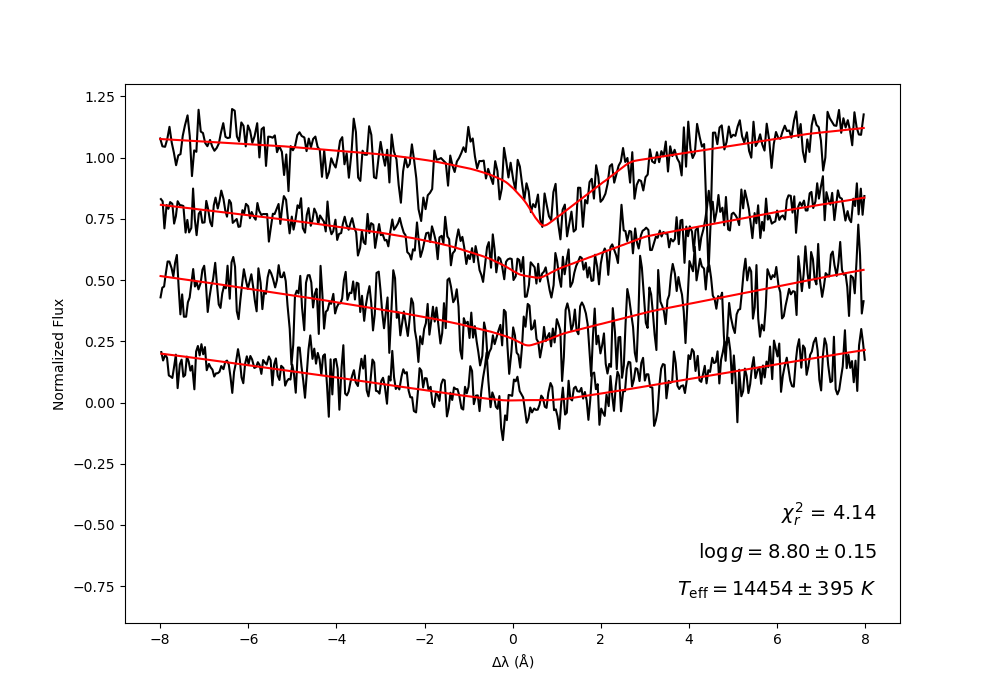 1.25
1.00
0.75
0.50
0.25
0.00
−0.25
−0.50
−0.75
Normalized Flux
χ²ᵣ = 4.14
log g = 8.80 ± 0.15
T_eff = 14454 ± 395 K
−8 −6 −4 −2 0 2 4 6 8
Δλ (Å)